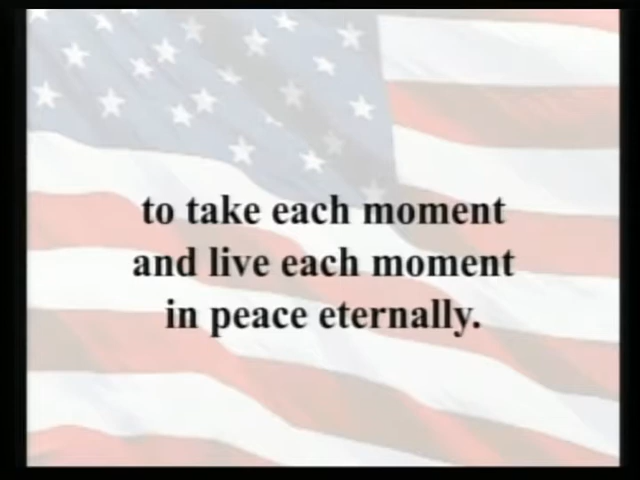 to take each moment
and live each moment
in peace eternally.